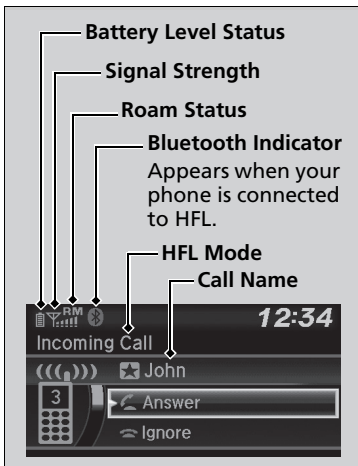 Battery Level Status
Signal Strength
Roam Status
Bluetooth Indicator
Appears when your
phone is connected
to HFL.
HFL Mode
Call Name
RM
12:34
Incoming Call
John
3
Answer
Ignore